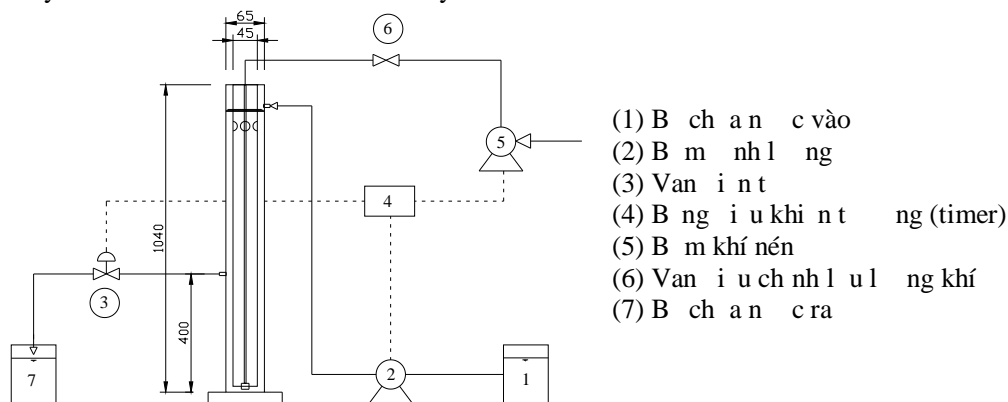 65
45
6
5
4
1040
3
400
7
2
1
(1) B ch a n c vào
(2) B m nh l ng
(3) Van i n t
(4) B ng i u khi n t ng (timer)
(5) B m khí nén
(6) Van i u ch nh l u l ng khí
(7) B ch a n c ra